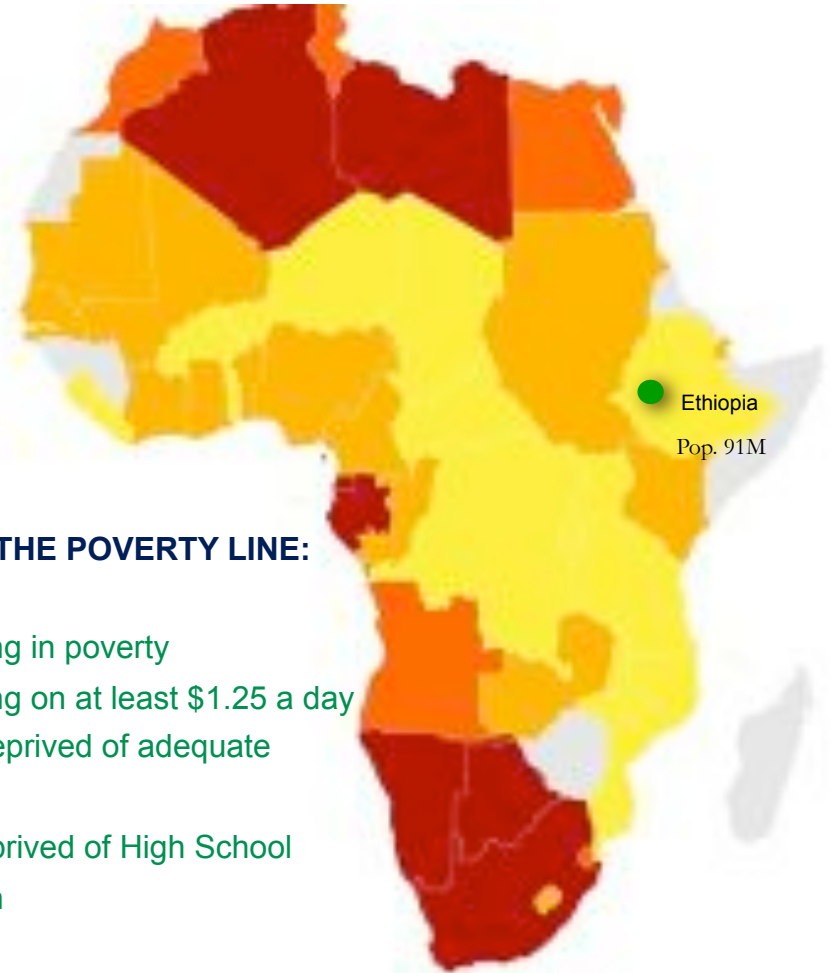 Ethiopia
Pop. 91M
THE POVERTY LINE:
ng in poverty
ng on at least $1.25 a day
eprived of adequate
prived of High School
n